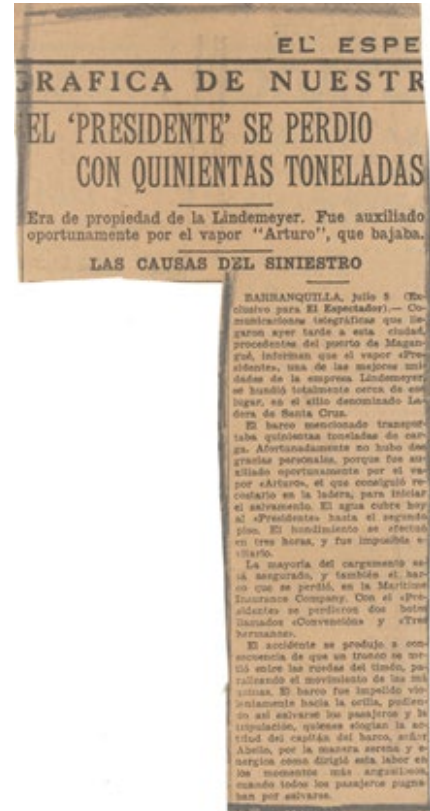 EL ESPE
GRAFICA DE NUESTR
EL 'PRESIDENTE' SE PERDIO
CON QUINIENTAS TONELADAS
Era de propiedad de la Lindemeyer. Fue auxiliado
oportunamente por el vapor "Arturo", que bajaba.
LAS CAUSAS DEL SINIESTRO
BARRANQUILLA, julio 5 (Ex-
clusivo para El Espectador).— Co-
municaciones telegráficas que lle-
garon ayer tarde a esta ciudad,
procedentes del puerto de Magan-
gué, informan que el vapor «Pre-
sidente», una de las mejores uni-
dades de la empresa Lindemeyer,
se hundió totalmente cerca de ese
lugar, en el sitio denominado La-
dera de Santa Cruz.
El barco mencionado transpor-
taba quinientas toneladas de car-
ga. Afortunadamente no hubo des-
gracias personales, porque fue au-
xiliado oportunamente por el va-
por «Arturo», el que consiguió re-
costarlo en la ladera, para iniciar
el salvamento. El agua cubre hoy
al «Presidente» hasta el segundo
piso. El hundimiento se efectuó
en tres horas, y fue imposible e-
vitarlo.
La mayoría del cargamento es-
tá asegurado, y también el bar-
co que se perdió, en la Maritime
Insurance Company. Con el «Pre-
sidente» se perdieron dos botes
llamados «Convención» y «Tres
hermanos».
El accidente se produjo a con-
secuencia de que un tronco se me-
tió entre las ruedas del timón, pa-
ralizando el movimiento de las má-
quinas. El barco fue impelido vio-
lentamente hacia la orilla, pudien-
do así salvarse los pasajeros y la
tripulación, quienes elogian la ac-
titud del capitán del barco, señor
Abello, por la manera serena y e-
nérgica como dirigió esta labor en
los momentos más angustiosos,
cuando todos los pasajeros pugna-
ban por salvarse.